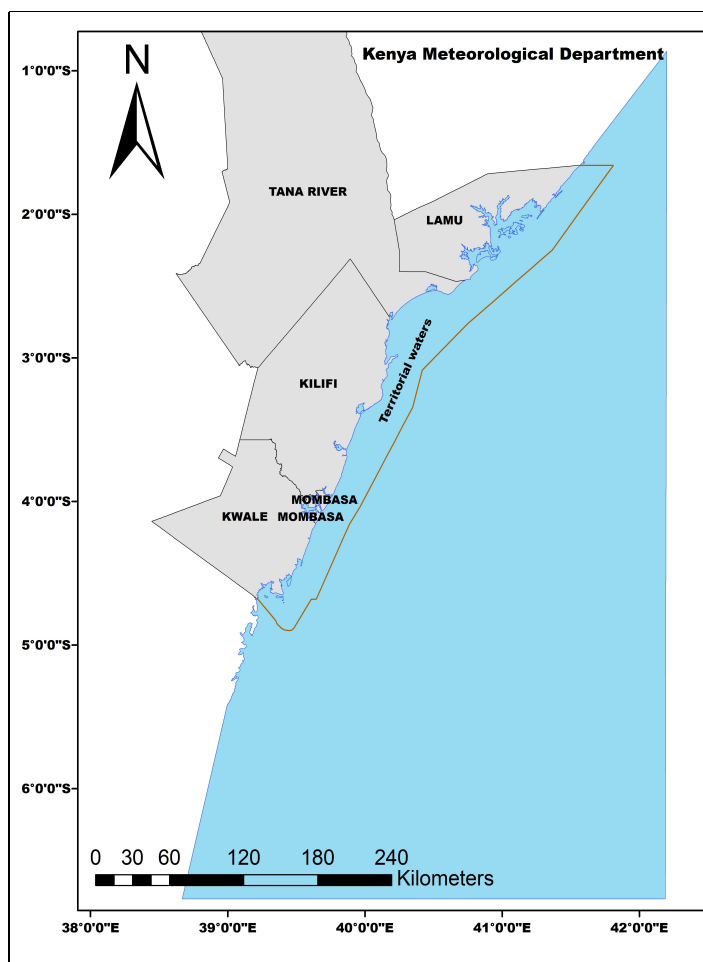 Kenya Meteorological Department
N
1°0'0"S
2°0'0"S
3°0'0"S
4°0'0"S
5°0'0"S
6°0'0"S
TANA RIVER
LAMU
Territorial waters
KILIFI
MOMBASA
KWALE MOMBASA
0 30 60 120 180 240
Kilometers
38°0'0"E 39°0'0"E 40°0'0"E 41°0'0"E 42°0'0"E